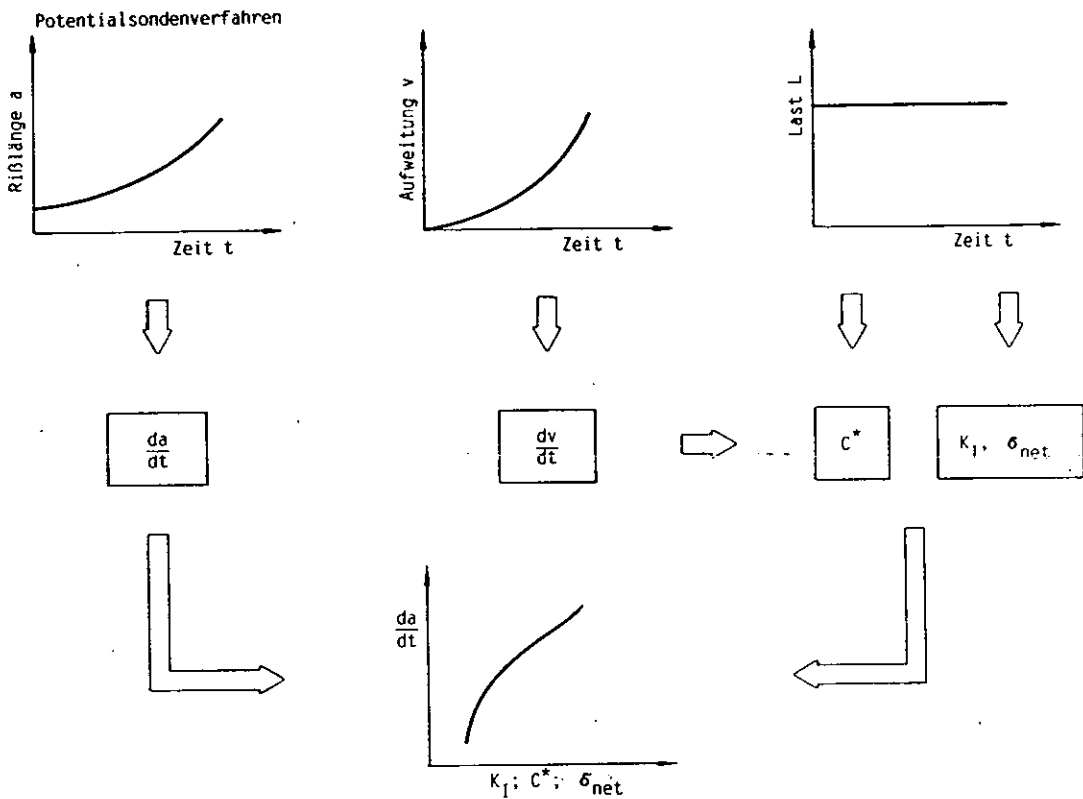 Potentialsondenverfahren
Rißlänge a
Zeit t
Aufweitung v
Zeit t
Last L
Zeit t
da
dt
dv
dt
C*
K_I, σ_net
da
dt
K_I; C*; σ_net